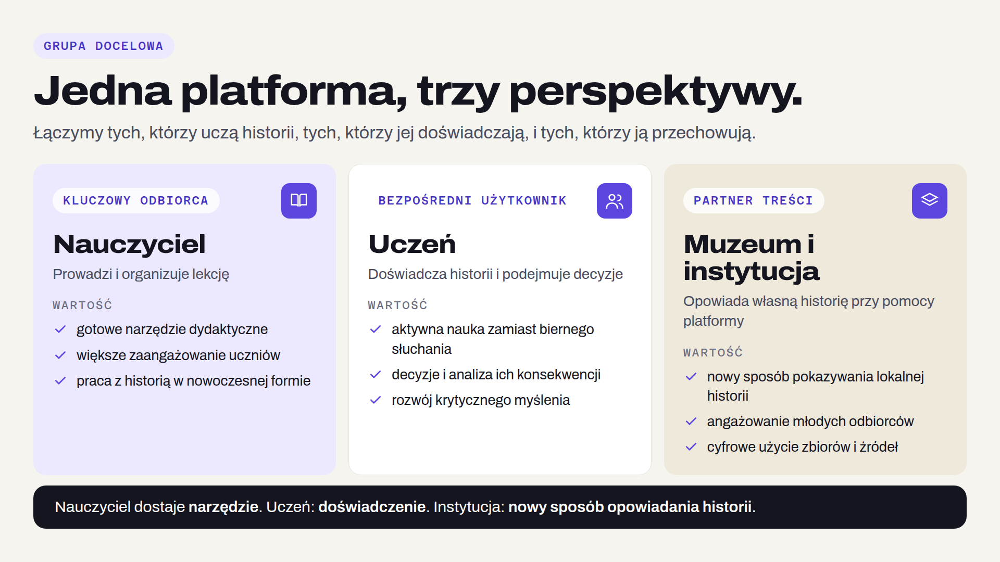 GRUPA DOCELOWA
Jedna platforma, trzy perspektywy.
Łączymy tych, którzy uczą historii, tych, którzy jej doświadczają, i tych, którzy ją przechowują.
KLUCZOWY ODBIORCA
Nauczyciel
Prowadzi i organizuje lekcję
WARTOŚĆ
gotowe narzędzie dydaktyczne
większe zaangażowanie uczniów
praca z historią w nowoczesnej formie
BEZPOŚREDNI UŻYTKOWNIK
Uczeń
Doświadcza historii i podejmuje decyzje
WARTOŚĆ
aktywna nauka zamiast biernego
słuchania
decyzje i analiza ich konsekwencji
rozwój krytycznego myślenia
PARTNER TREŚCI
Muzeum i
instytucja
Opowiada własną historię przy pomocy
platformy
WARTOŚĆ
nowy sposób pokazywania lokalnej
historii
angażowanie młodych odbiorców
cyfrowe użycie zbiorów i źródeł
Nauczyciel dostaje narzędzie. Uczeń: doświadczenie. Instytucja: nowy sposób opowiadania historii.